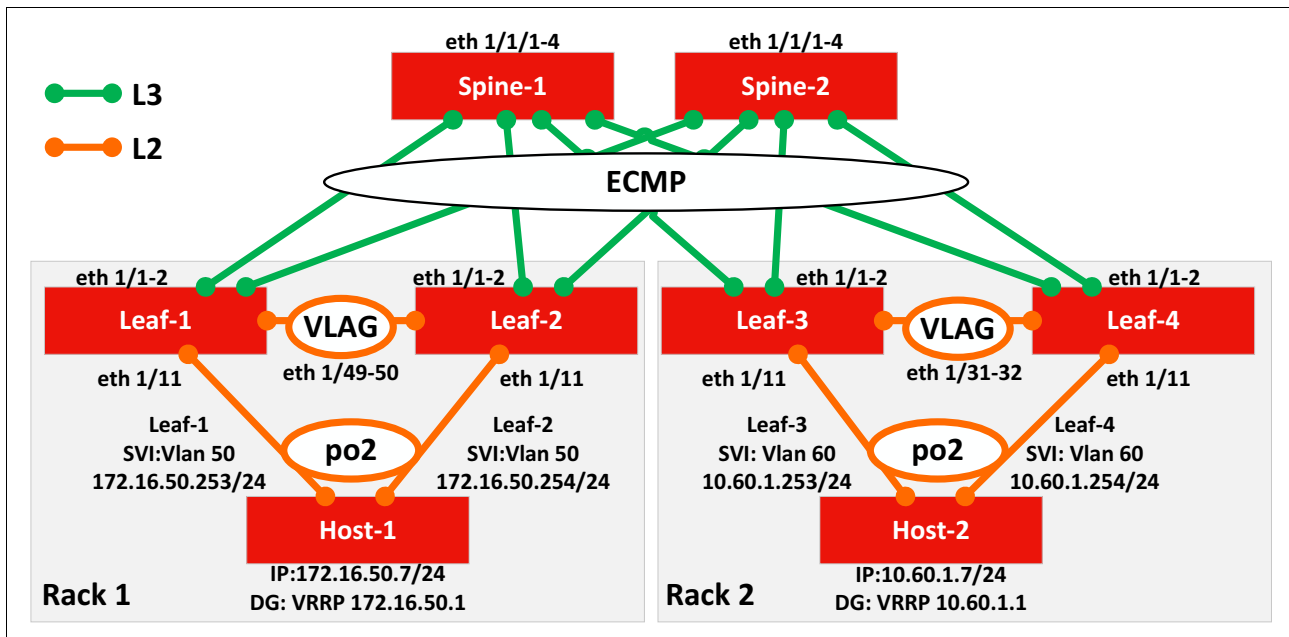 eth 1/1/1-4
eth 1/1/1-4
Spine-1
Spine-2
L3
L2
ECMP
eth 1/1-2
eth 1/1-2
eth 1/1-2
eth 1/1-2
Leaf-1
VLAG
Leaf-2
Leaf-3
VLAG
Leaf-4
eth 1/11
eth 1/49-50
eth 1/11
eth 1/11
eth 1/31-32
eth 1/11
Leaf-1
SVI:Vlan 50
172.16.50.253/24
po2
Leaf-2
SVI:Vlan 50
172.16.50.254/24
Leaf-3
SVI: Vlan 60
10.60.1.253/24
po2
Leaf-4
SVI: Vlan 60
10.60.1.254/24
Host-1
Host-2
Rack 1
IP:172.16.50.7/24
DG: VRRP 172.16.50.1
Rack 2
IP:10.60.1.7/24
DG: VRRP 10.60.1.1